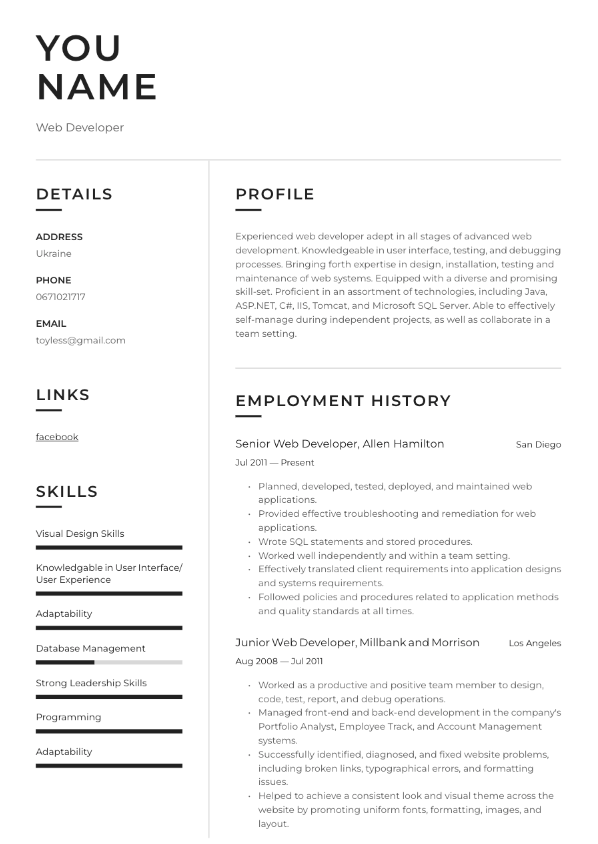 YOU
NAME
Web Developer
DETAILS
ADDRESS
Ukraine
PHONE
0671021717
EMAIL
toyless@gmail.com
LINKS
facebook
SKILLS
Visual Design Skills
Knowledgable in User Interface/
User Experience
Adaptability
Database Management
Strong Leadership Skills
Programming
Adaptability
PROFILE
Experienced web developer adept in all stages of advanced web
development. Knowledgeable in user interface, testing, and debugging
processes. Bringing forth expertise in design, installation, testing and
maintenance of web systems. Equipped with a diverse and promising
skill-set. Proficient in an assortment of technologies, including Java,
ASP.NET, C#, IIS, Tomcat, and Microsoft SQL Server. Able to effectively
self-manage during independent projects, as well as collaborate in a
team setting.
EMPLOYMENT HISTORY
Senior Web Developer, Allen Hamilton San Diego
Jul 2011 — Present
• Planned, developed, tested, deployed, and maintained web
applications.
• Provided effective troubleshooting and remediation for web
applications.
• Wrote SQL statements and stored procedures.
• Worked well independently and within a team setting.
• Effectively translated client requirements into application designs
and systems requirements.
• Followed policies and procedures related to application methods
and quality standards at all times.
Junior Web Developer, Millbank and Morrison Los Angeles
Aug 2008 — Jul 2011
• Worked as a productive and positive team member to design,
code, test, report, and debug operations.
• Managed front-end and back-end development in the company's
Portfolio Analyst, Employee Track, and Account Management
systems.
• Successfully identified, diagnosed, and fixed website problems,
including broken links, typographical errors, and formatting
issues.
• Helped to achieve a consistent look and visual theme across the
website by promoting uniform fonts, formatting, images, and
layout.